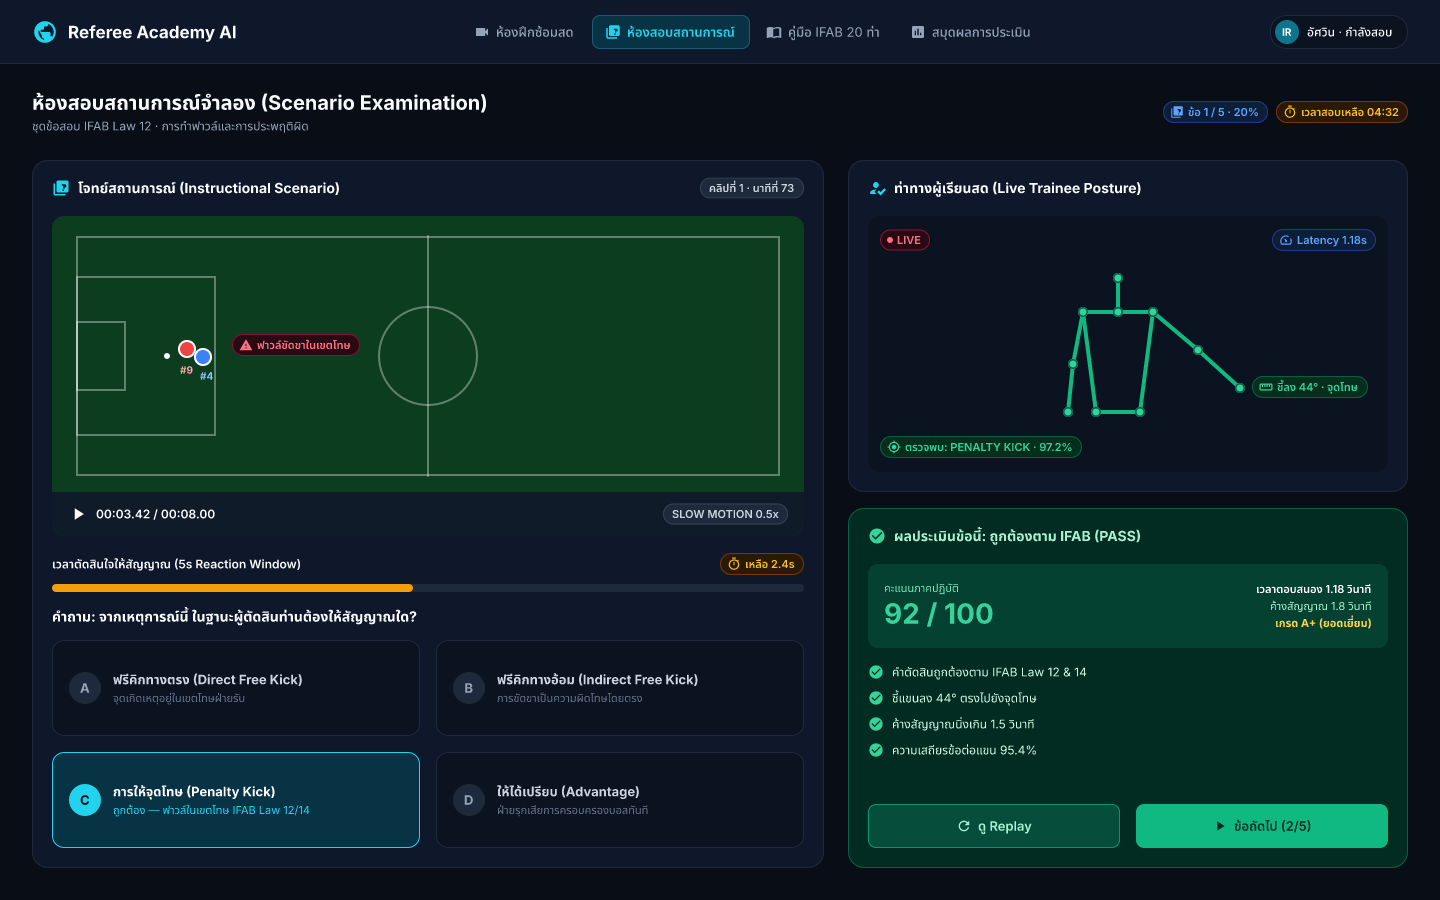 Referee Academy AI
ห้องฝึกซ้อมสด
ห้องสอบสถานการณ์
คู่มือ IFAB 20 ท่า
สมุดผลการประเมิน
IR
อัศวิน · กำลังสอบ
ห้องสอบสถานการณ์จำลอง (Scenario Examination)
ชุดข้อสอบ IFAB Law 12 · การทำฟาวล์และการประพฤติผิด
ข้อ 1 / 5 · 20%
เวลาสอบเหลือ 04:32
โจทย์สถานการณ์ (Instructional Scenario)
คลิปที่ 1 · นาทีที่ 73
ฟาวล์ขัดขาในเขตโทษ
#9
#4
00:03.42 / 00:08.00
SLOW MOTION 0.5x
เวลาตัดสินใจให้สัญญาณ (5s Reaction Window)
เหลือ 2.4s
คำถาม: จากเหตุการณ์นี้ ในฐานะผู้ตัดสินท่านต้องให้สัญญาณใด?
A
ฟรีคิกทางตรง (Direct Free Kick)
จุดเกิดเหตุอยู่ในเขตโทษฝ่ายรับ
B
ฟรีคิกทางอ้อม (Indirect Free Kick)
การขัดขาเป็นความผิดโทษโดยตรง
C
การให้จุดโทษ (Penalty Kick)
ถูกต้อง — ฟาวล์ในเขตโทษ IFAB Law 12/14
D
ให้ได้เปรียบ (Advantage)
ฝ่ายรุกเสียการครอบครองบอลทันที
ท่าทางผู้เรียนสด (Live Trainee Posture)
LIVE
Latency 1.18s
ชี้ลง 44° · จุดโทษ
ตรวจพบ: PENALTY KICK · 97.2%
ผลประเมินข้อนี้: ถูกต้องตาม IFAB (PASS)
คะแนนภาคปฏิบัติ
92 / 100
เวลาตอบสนอง 1.18 วินาที
ค้างสัญญาณ 1.8 วินาที
เกรด A+ (ยอดเยี่ยม)
คำตัดสินถูกต้องตาม IFAB Law 12 & 14
ชี้แขนลง 44° ตรงไปยังจุดโทษ
ค้างสัญญาณนิ่งเกิน 1.5 วินาที
ความเสถียรข้อต่อแขน 95.4%
ดู Replay
ข้อถัดไป (2/5)